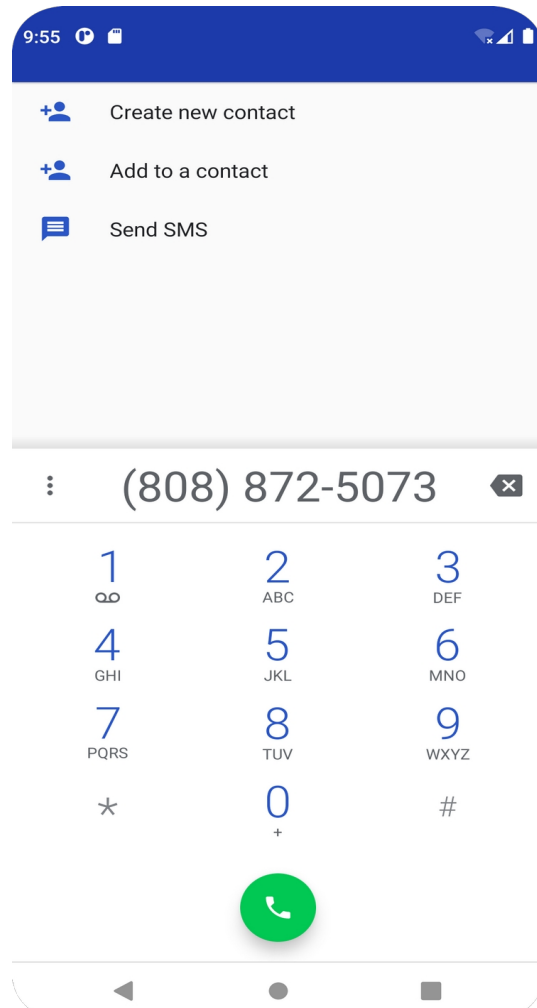 9:55
Create new contact
Add to a contact
Send SMS
(808) 872-5073
1 2 3
ABC DEF
4 5 6
GHI JKL MNO
7 8 9
PQRS TUV WXYZ
* 0 #
+